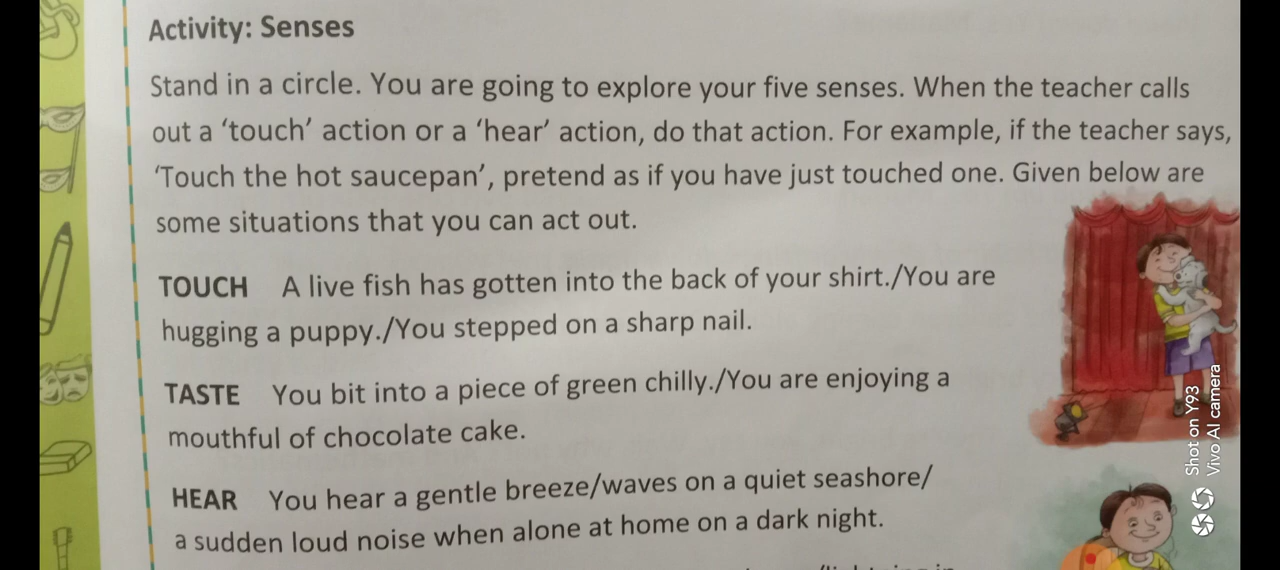 Activity: Senses
Stand in a circle. You are going to explore your five senses. When the teacher calls
out a ‘touch’ action or a ‘hear’ action, do that action. For example, if the teacher says,
‘Touch the hot saucepan’, pretend as if you have just touched one. Given below are
some situations that you can act out.
TOUCH A live fish has gotten into the back of your shirt./You are
hugging a puppy./You stepped on a sharp nail.
TASTE You bit into a piece of green chilly./You are enjoying a
mouthful of chocolate cake.
HEAR You hear a gentle breeze/waves on a quiet seashore/
a sudden loud noise when alone at home on a dark night.
Shot on Y93
Vivo AI camera